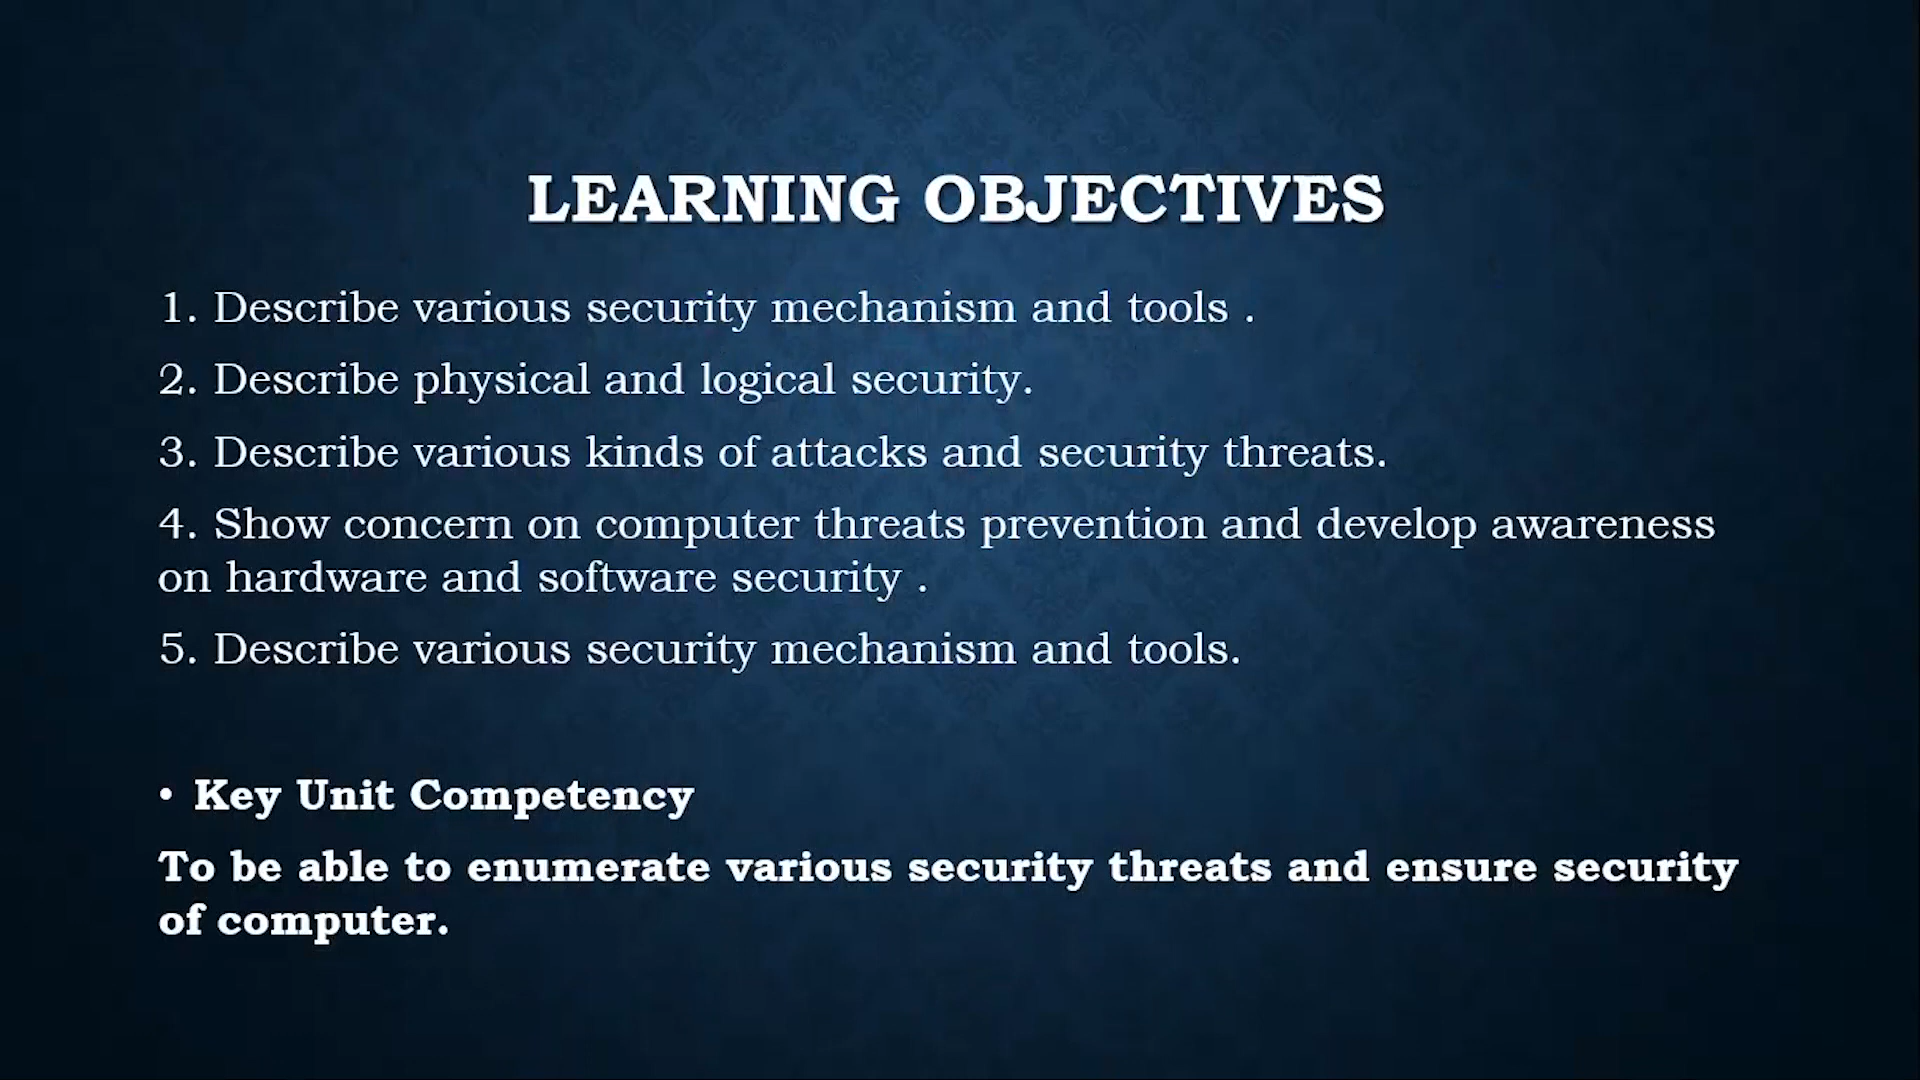 LEARNING OBJECTIVES
1. Describe various security mechanism and tools .
2. Describe physical and logical security.
3. Describe various kinds of attacks and security threats.
4. Show concern on computer threats prevention and develop awareness
on hardware and software security .
5. Describe various security mechanism and tools.
• Key Unit Competency
To be able to enumerate various security threats and ensure security
of computer.